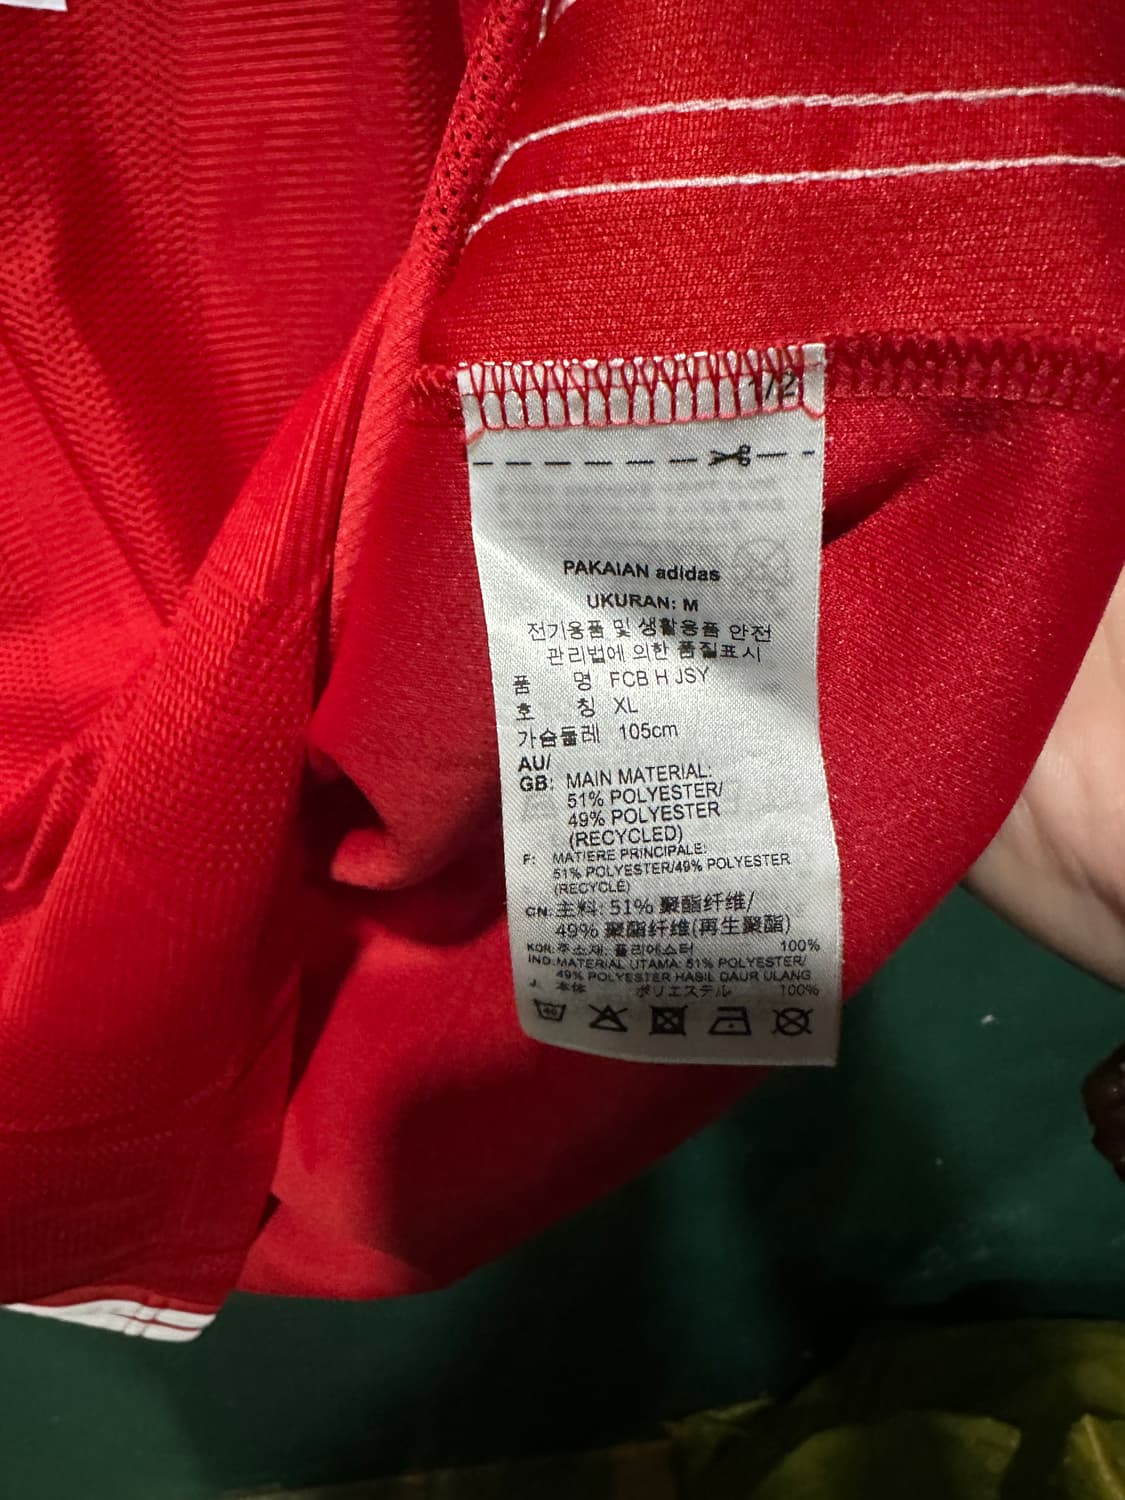 1/2
PAKAIAN adidas
UKURAN: M
전기용품 및 생활용품 안전
관리법에 의한 품질표시
품 명 FCB H JSY
호 칭 XL
가슴둘레 105cm
AU/
GB: MAIN MATERIAL:
51% POLYESTER/
49% POLYESTER
(RECYCLED)
F: MATIERE PRINCIPALE:
51% POLYESTER/49% POLYESTER
(RECYCLÉ)
CN: 主料: 51% 聚酯纤维/
49% 聚酯纤维(再生聚酯)
KOR: 주소재: 폴리에스터 100%
IND: MATERIAL UTAMA: 51% POLYESTER/
49% POLYESTER HASIL DAUR ULANG
J. 本体 ポリエステル 100%
40